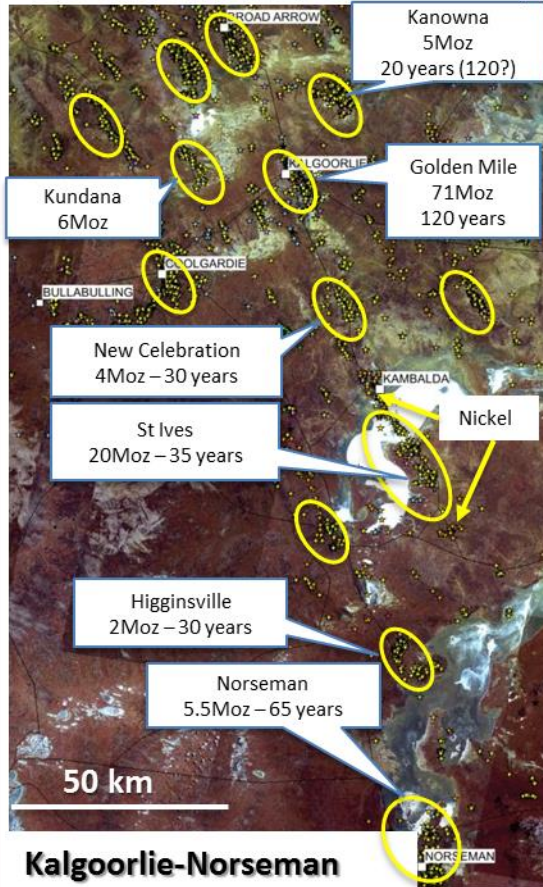 BROAD ARROW
Kanowna
5Moz
20 years (120?)
KALGOORLIE
Golden Mile
71Moz
120 years
Kundana
6Moz
COOLGARDIE
BULLABULLING
New Celebration
4Moz – 30 years
KAMBALDA
Nickel
St Ives
20Moz – 35 years
Higginsville
2Moz – 30 years
Norseman
5.5Moz – 65 years
50 km
NORSEMAN
Kalgoorlie-Norseman